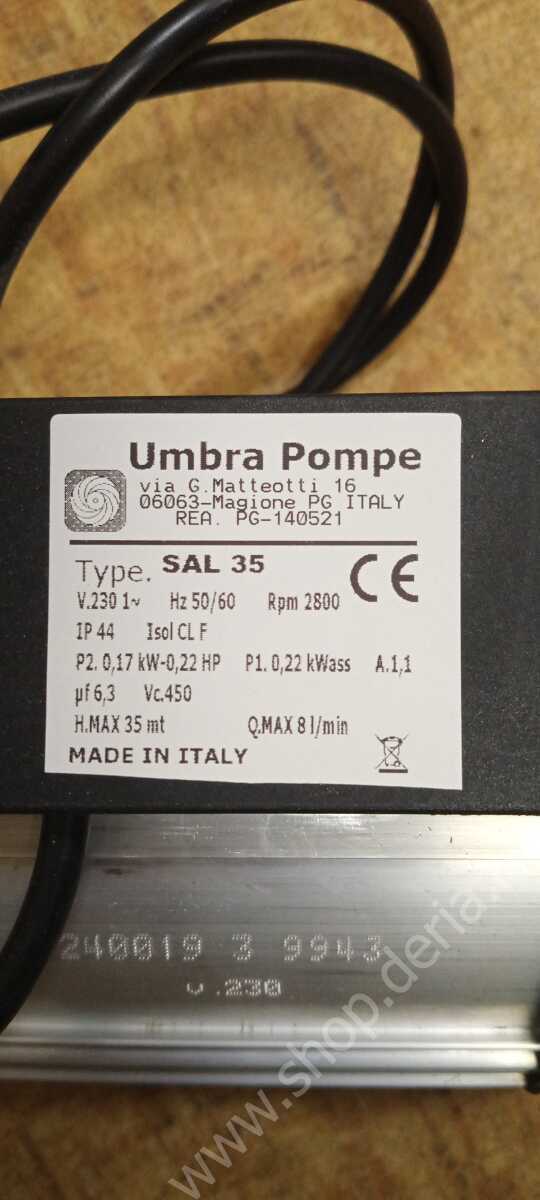 Umbra Pompe
via G.Matteotti 16
06063-Magione PG ITALY
REA. PG-140521
Type. SAL 35
CE
V.230 1~ Hz 50/60 Rpm 2800
IP 44 Isol CL F
P2. 0,17 kW-0,22 HP P1. 0,22 kWass A.1,1
µf 6,3 Vc.450
H.MAX 35 mt Q.MAX 8 l/min
MADE IN ITALY
240019 3 9943
v .230